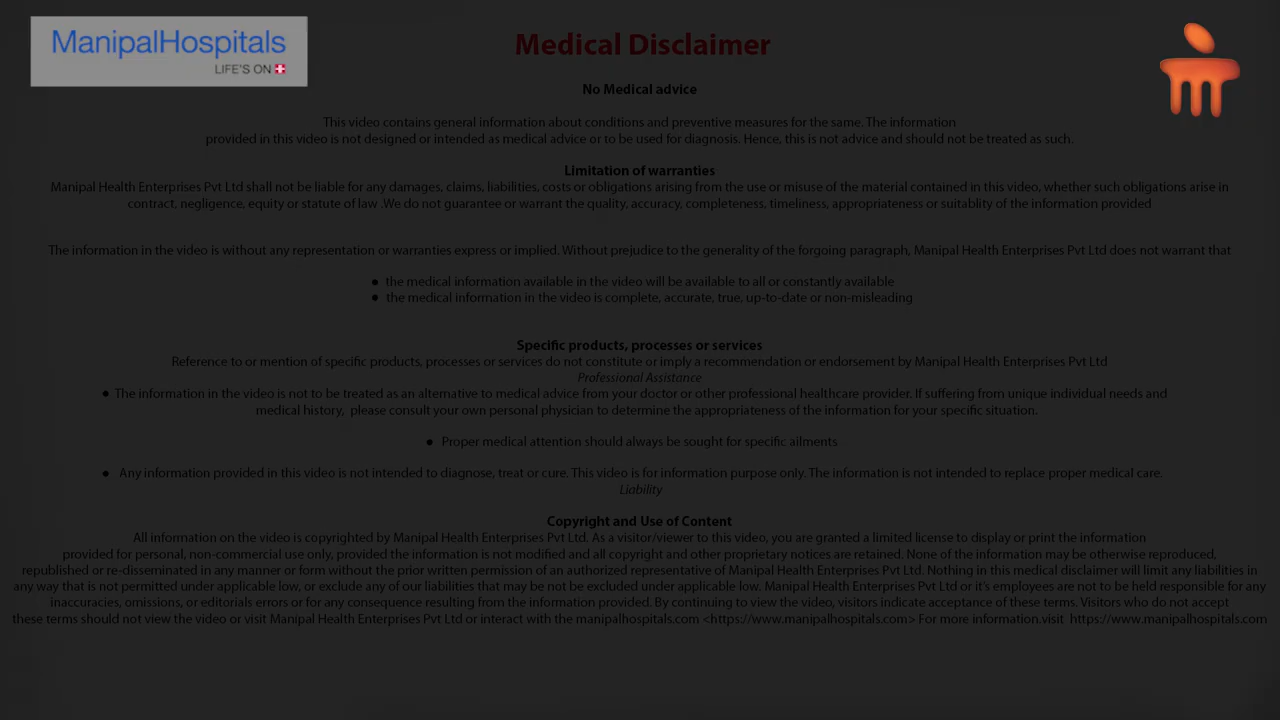 ManipalHospitals
LIFE'S ON
Medical Disclaimer
No Medical advice
This video contains general information about conditions and preventive measures for the same. The information
provided in this video is not designed or intended as medical advice or to be used for diagnosis. Hence, this is not advice and should not be treated as such.
Limitation of warranties
Manipal Health Enterprises Pvt Ltd shall not be liable for any damages, claims, liabilities, costs or obligations arising from the use or misuse of the material contained in this video, whether such obligations arise in
contract, negligence, equity or statute of law .We do not guarantee or warrant the quality, accuracy, completeness, timeliness, appropriateness or suitablity of the information provided
The information in the video is without any representation or warranties express or implied. Without prejudice to the generality of the forgoing paragraph, Manipal Health Enterprises Pvt Ltd does not warrant that
● the medical information available in the video will be available to all or constantly available
● the medical information in the video is complete, accurate, true, up-to-date or non-misleading
Specific products, processes or services
Reference to or mention of specific products, processes or services do not constitute or imply a recommendation or endorsement by Manipal Health Enterprises Pvt Ltd
Professional Assistance
● The information in the video is not to be treated as an alternative to medical advice from your doctor or other professional healthcare provider. If suffering from unique individual needs and
medical history, please consult your own personal physician to determine the appropriateness of the information for your specific situation.
● Proper medical attention should always be sought for specific ailments
● Any information provided in this video is not intended to diagnose, treat or cure. This video is for information purpose only. The information is not intended to replace proper medical care.
Liability
Copyright and Use of Content
All information on the video is copyrighted by Manipal Health Enterprises Pvt Ltd. As a visitor/viewer to this video, you are granted a limited license to display or print the information
provided for personal, non-commercial use only, provided the information is not modified and all copyright and other proprietary notices are retained. None of the information may be otherwise reproduced,
republished or re-disseminated in any manner or form without the prior written permission of an authorized representative of Manipal Health Enterprises Pvt Ltd. Nothing in this medical disclaimer will limit any liabilities in
any way that is not permitted under applicable low, or exclude any of our liabilities that may be not be excluded under applicable low. Manipal Health Enterprises Pvt Ltd or it's employees are not to be held responsible for any
inaccuracies, omissions, or editorials errors or for any consequence resulting from the information provided. By continuing to view the video, visitors indicate acceptance of these terms. Visitors who do not accept
these terms should not view the video or visit Manipal Health Enterprises Pvt Ltd or interact with the manipalhospitals.com <https://www.manipalhospitals.com> For more information.visit https://www.manipalhospitals.com